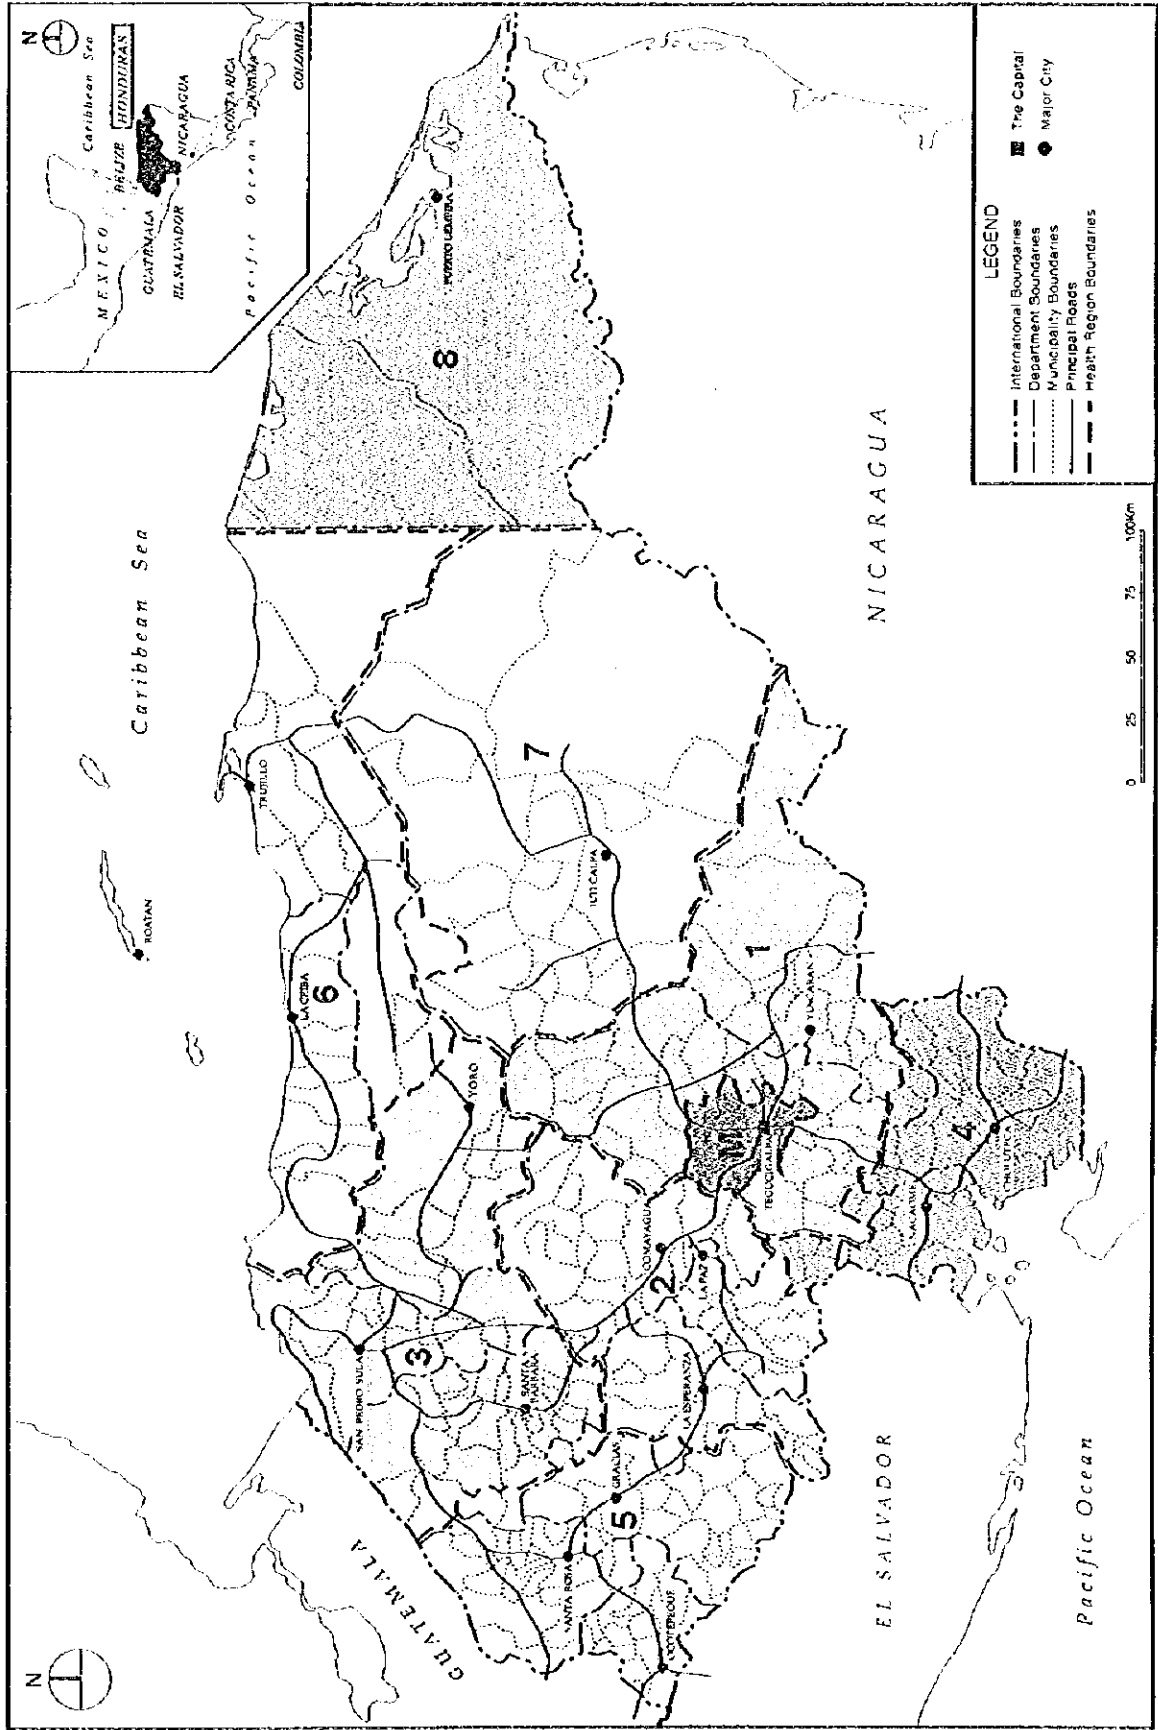 N
Caribbean Sea
MEXICO
BELIZE
HONDURAS
GUATEMALA
EL SALVADOR
NICARAGUA
COSTA RICA
PANAMA
COLOMBIA
Pacific Ocean
N
Caribbean Sea
ROATAN
TRUJILLO
LA CEIBA
6
SAN PEDRO SULA
3
YORO
SANTA
BARBARA
8
PUERTO LEMPIRA
7
JUTICALPA
GUATEMALA
SANTA ROSA
GRACIAS
5
OCOTEPEQUE
LA ESPERANZA
COMAYAGUA
2
LA PAZ
TEGUCIGALPA
1
YUSCARAN
4
CHOLUTECA
NACAOME
NICARAGUA
EL SALVADOR
Pacific Ocean
0 25 50 75 100Km
LEGEND
International Boundaries
Department Boundaries
Municipality Boundaries
Principal Roads
Health Region Boundaries
The Capital
Major City